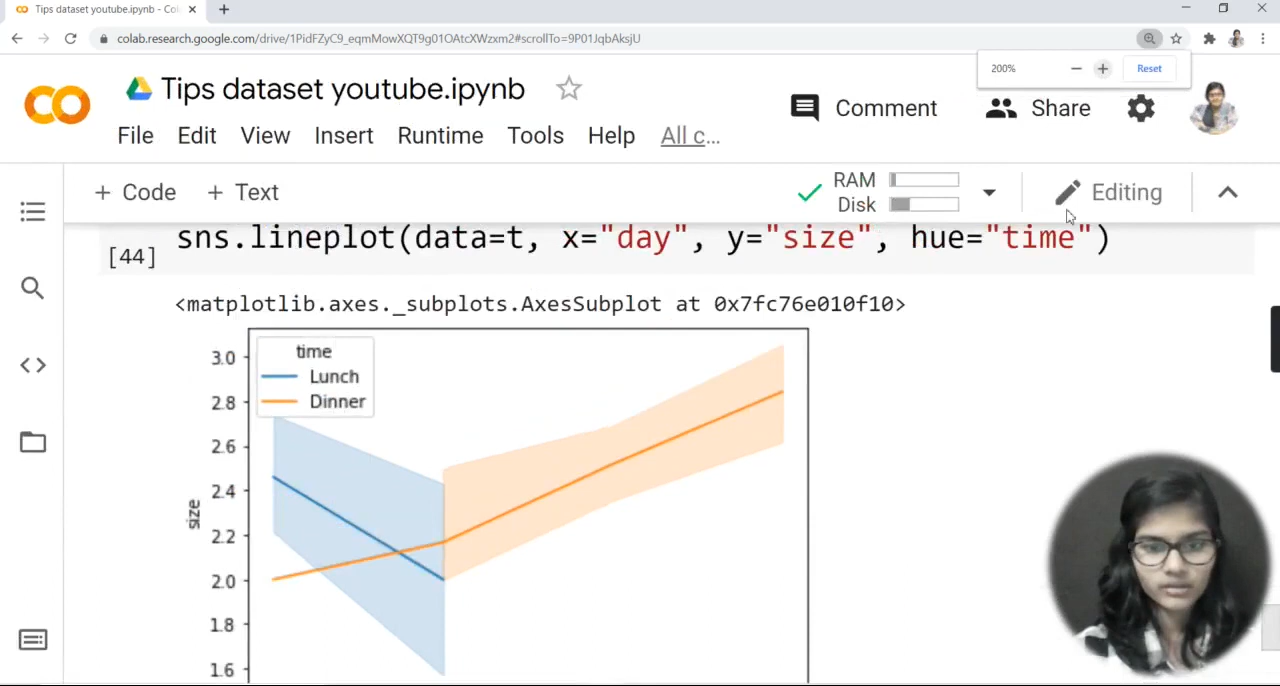 Tips dataset youtube.ipynb - Col
colab.research.google.com/drive/1PidFZyC9_eqmMowXQT9g01OAtcXWzxm2#scrollTo=9P01JqbAksjU
200%
Reset
Tips dataset youtube.ipynb
Comment
Share
File Edit View Insert Runtime Tools Help All c...
+ Code + Text
RAM
Disk
Editing
[44]
sns.lineplot(data=t, x="day", y="size", hue="time")
<matplotlib.axes._subplots.AxesSubplot at 0x7fc76e010f10>
time
Lunch
Dinner
3.0
2.8
2.6
2.4
2.2
2.0
1.8
1.6
size